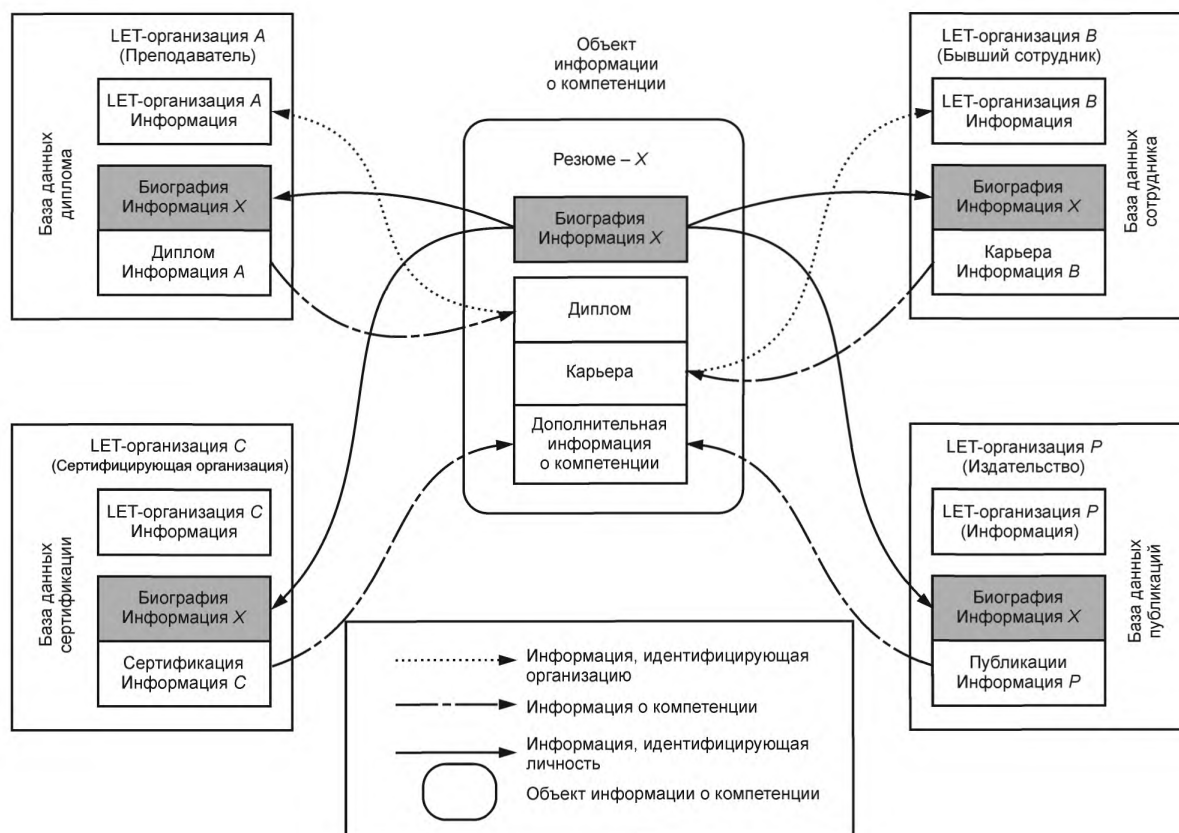 LET-организация A
(Преподаватель)
LET-организация A
Информация
База данных
диплома
Биография
Информация X
Диплом
Информация A
Объект
информации
о компетенции
Резюме – X
Биография
Информация X
Диплом
Карьера
Дополнительная
информация
о компетенции
LET-организация B
(Бывший сотрудник)
LET-организация B
Информация
Биография
Информация X
Карьера
Информация B
База данных
сотрудника
LET-организация C
(Сертифицирующая организация)
LET-организация C
Информация
База данных
сертификации
Биография
Информация X
Сертификация
Информация C
LET-организация P
(Издательство)
LET-организация P
(Информация)
Биография
Информация X
Публикации
Информация P
База данных
публикаций
Информация, идентифицирующая
организацию
Информация о компетенции
Информация, идентифицирующая
личность
Объект информации о компетенции